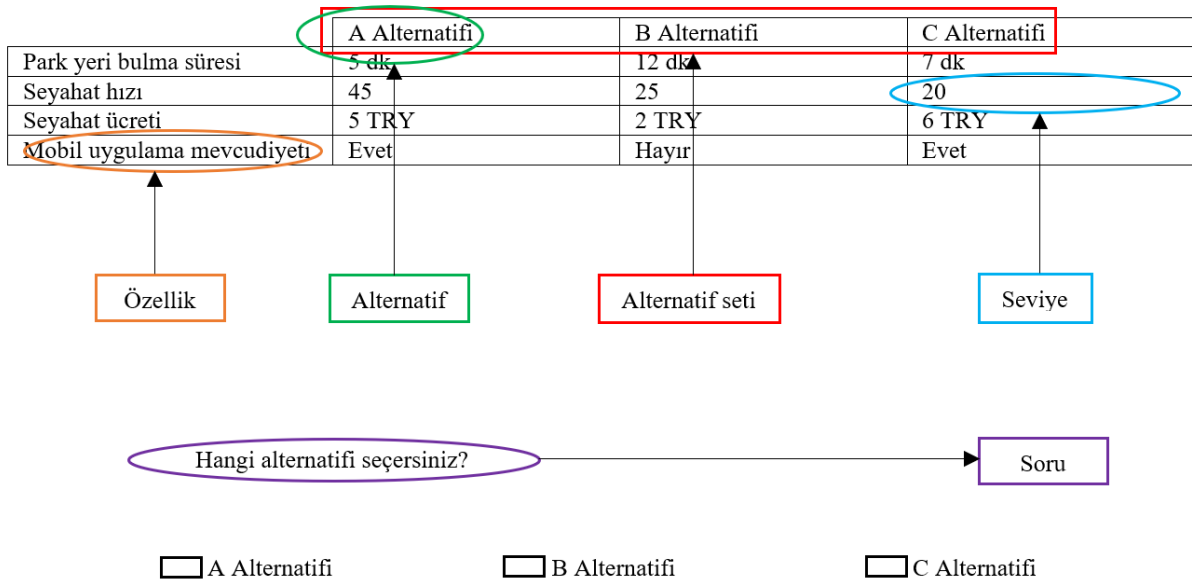 A Alternatifi B Alternatifi C Alternatifi
Park yeri bulma süresi 5 dk 12 dk 7 dk
Seyahat hızı 45 25 20
Seyahat ücreti 5 TRY 2 TRY 6 TRY
Mobil uygulama mevcudiyeti Evet Hayır Evet
Özellik Alternatif Alternatif seti Seviye
Hangi alternatifi seçersiniz? Soru
A Alternatifi B Alternatifi C Alternatifi